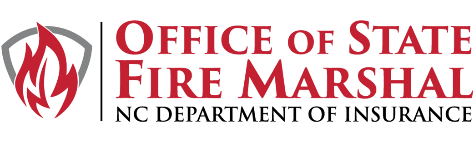 OFFICE OF STATE
FIRE MARSHAL
NC DEPARTMENT OF INSURANCE